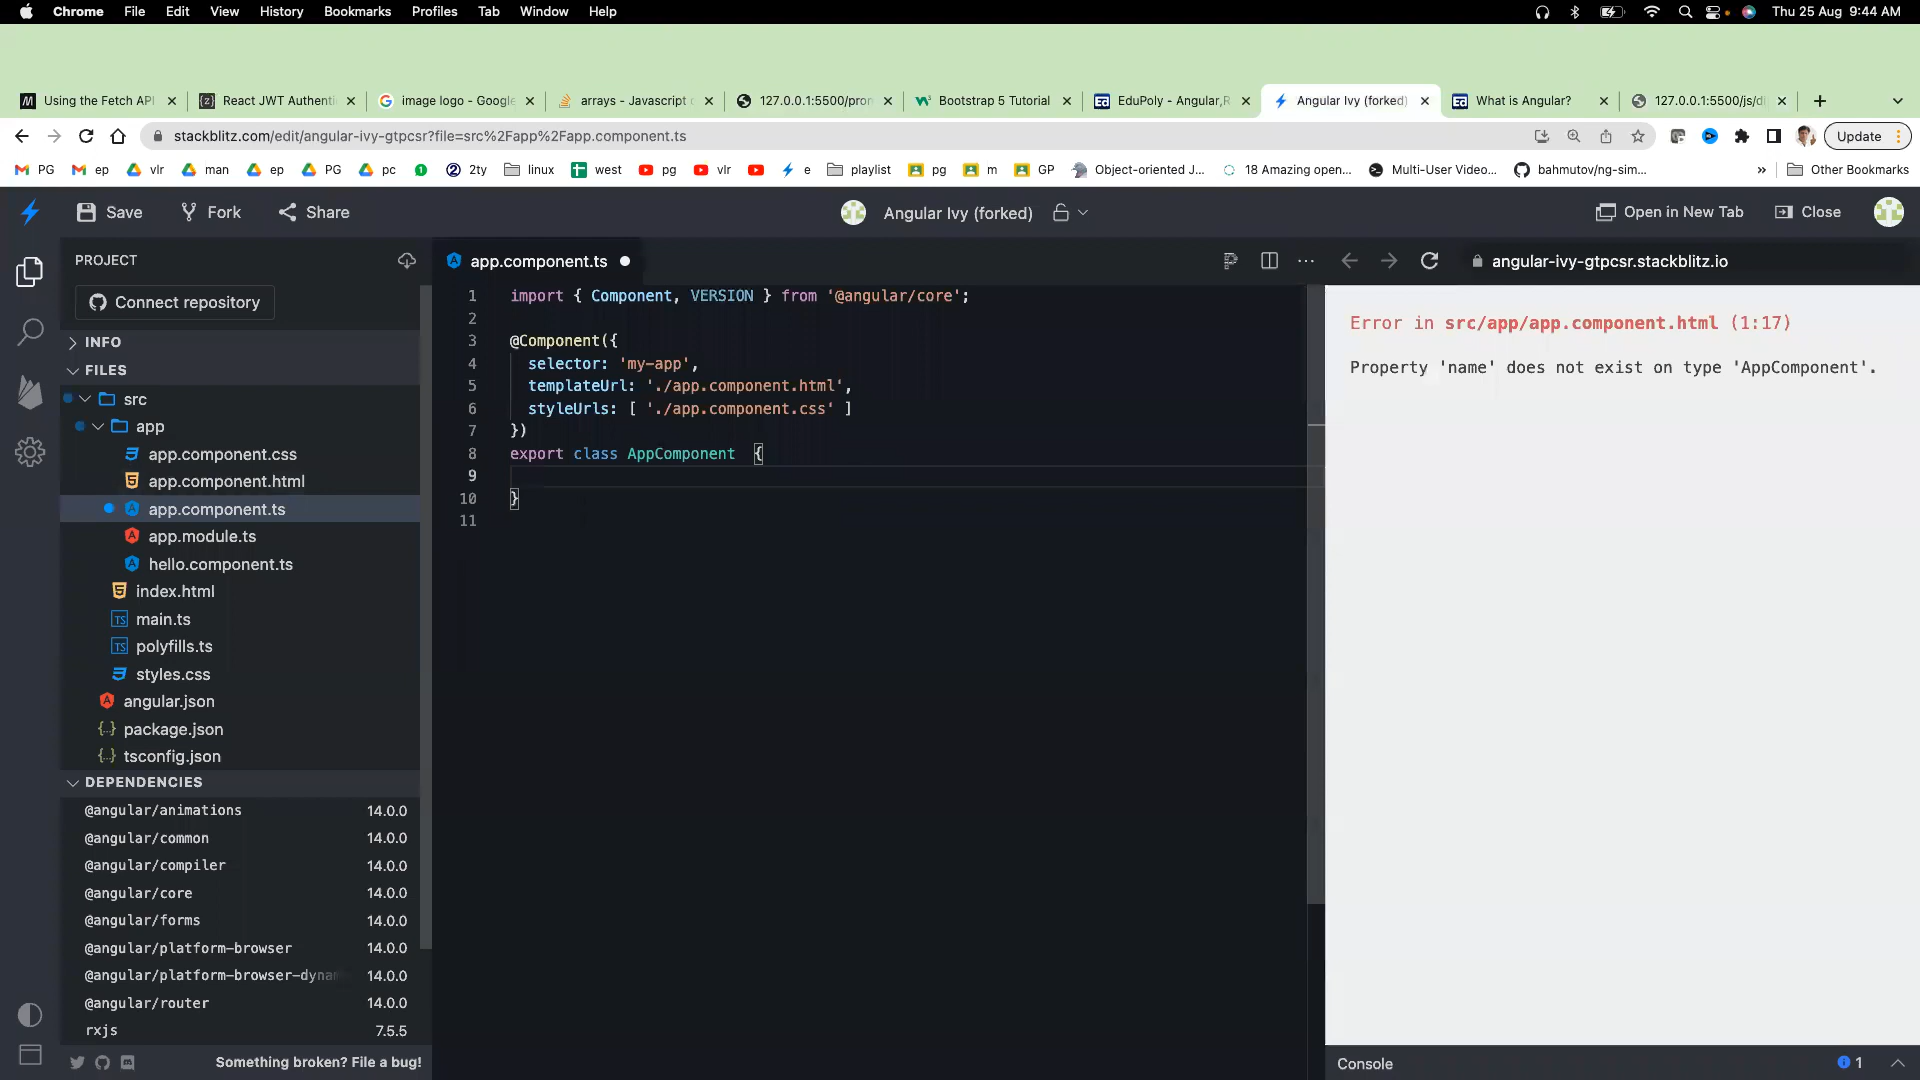 Chrome File Edit View History Bookmarks Profiles Tab Window Help Thu 25 Aug 9:44 AM
Using the Fetch API React JWT Authenti image logo - Google arrays - Javascript 127.0.0.1:5500/pron Bootstrap 5 Tutorial EduPoly - Angular,R Angular Ivy (forked) What is Angular? 127.0.0.1:5500/js/di
stackblitz.com/edit/angular-ivy-gtpcsr?file=src%2Fapp%2Fapp.component.ts Update
PG ep vlr man ep PG pc 2ty linux west pg vlr e playlist pg m GP Object-oriented J... 18 Amazing open... Multi-User Video... bahmutov/ng-sim... » Other Bookmarks
Save Fork Share Angular Ivy (forked) Open in New Tab Close
PROJECT
Connect repository
INFO
FILES
src
app
app.component.css
app.component.html
app.component.ts
app.module.ts
hello.component.ts
index.html
main.ts
polyfills.ts
styles.css
angular.json
package.json
tsconfig.json
DEPENDENCIES
@angular/animations 14.0.0
@angular/common 14.0.0
@angular/compiler 14.0.0
@angular/core 14.0.0
@angular/forms 14.0.0
@angular/platform-browser 14.0.0
@angular/platform-browser-dynam 14.0.0
@angular/router 14.0.0
rxjs 7.5.5
Something broken? File a bug!
app.component.ts
1 import { Component, VERSION } from '@angular/core';
2
3 @Component({
4 selector: 'my-app',
5 templateUrl: './app.component.html',
6 styleUrls: [ './app.component.css' ]
7 })
8 export class AppComponent {
9
10 }
11
angular-ivy-gtpcsr.stackblitz.io
Error in src/app/app.component.html (1:17)
Property 'name' does not exist on type 'AppComponent'.
Console 1